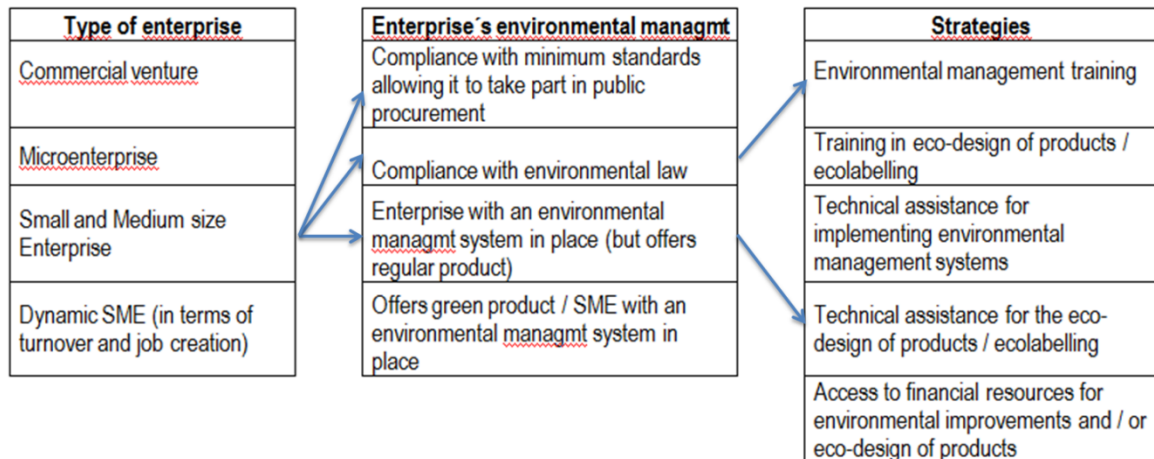 Type of enterprise
Commercial venture
Microenterprise
Small and Medium size
Enterprise
Dynamic SME (in terms of
turnover and job creation)
Enterprise´s environmental managmt
Compliance with minimum standards
allowing it to take part in public
procurement
Compliance with environmental law
Enterprise with an environmental
managmt system in place (but offers
regular product)
Offers green product / SME with an
environmental managmt system in
place
Strategies
Environmental management training
Training in eco-design of products /
ecolabelling
Technical assistance for
implementing environmental
management systems
Technical assistance for the eco-
design of products / ecolabelling
Access to financial resources for
environmental improvements and / or
eco-design of products